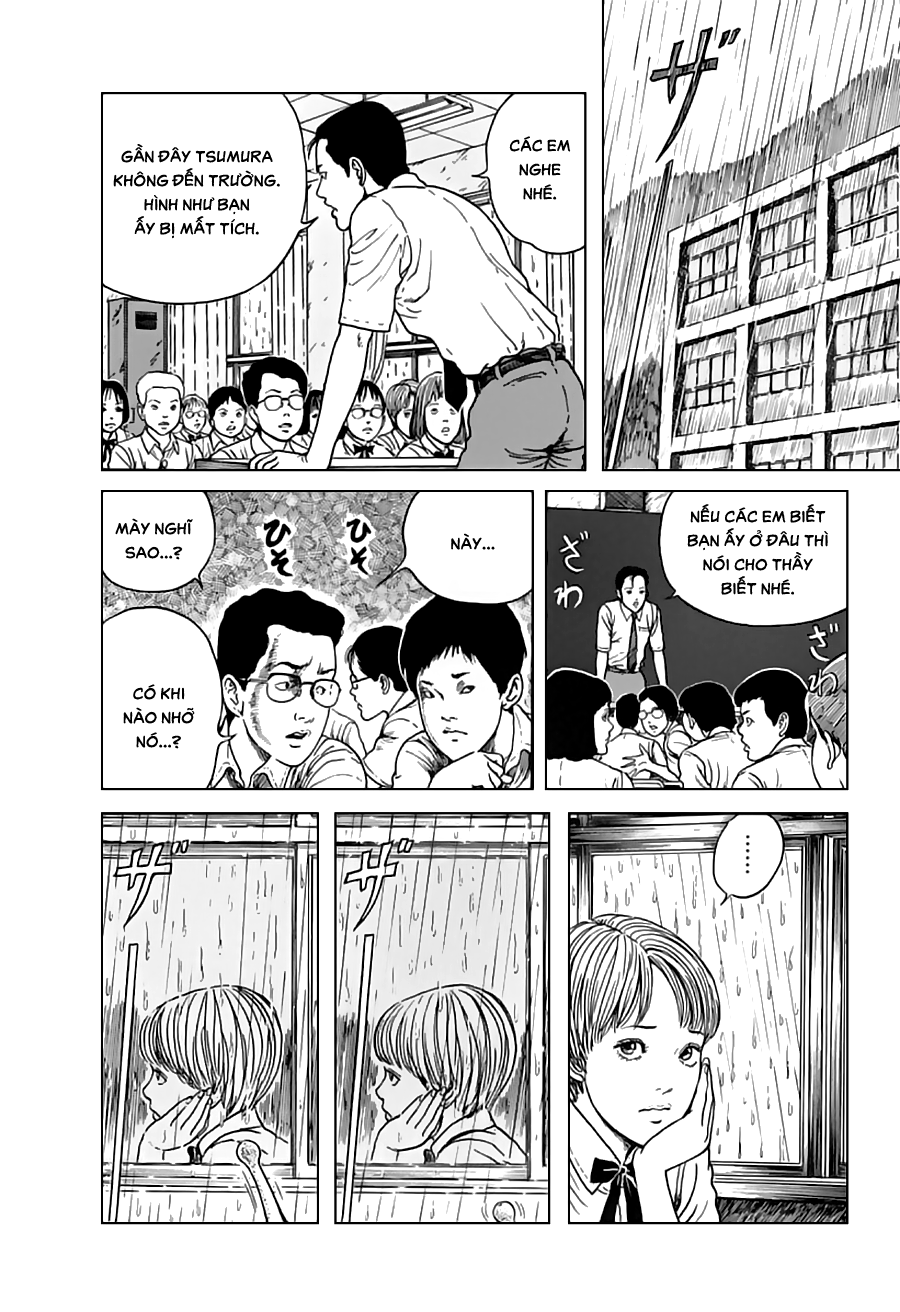 ザ
CÁC EM
NGHE
NHÉ.
GẦN ĐÂY TSUMURA
KHÔNG ĐẾN TRƯỜNG.
HÌNH NHƯ BẠN
ẤY BỊ MẤT TÍCH.
NẾU CÁC EM BIẾT
BẠN ẤY Ở ĐÂU THÌ
NÓI CHO THẦY
BIẾT NHÉ.
ざわ
ざわ
NÀY...
ひそ
ひそ
MÀY NGHĨ
SAO...?
CÓ KHI
NÀO NHỠ
NÓ...?
......
ザ
ザ